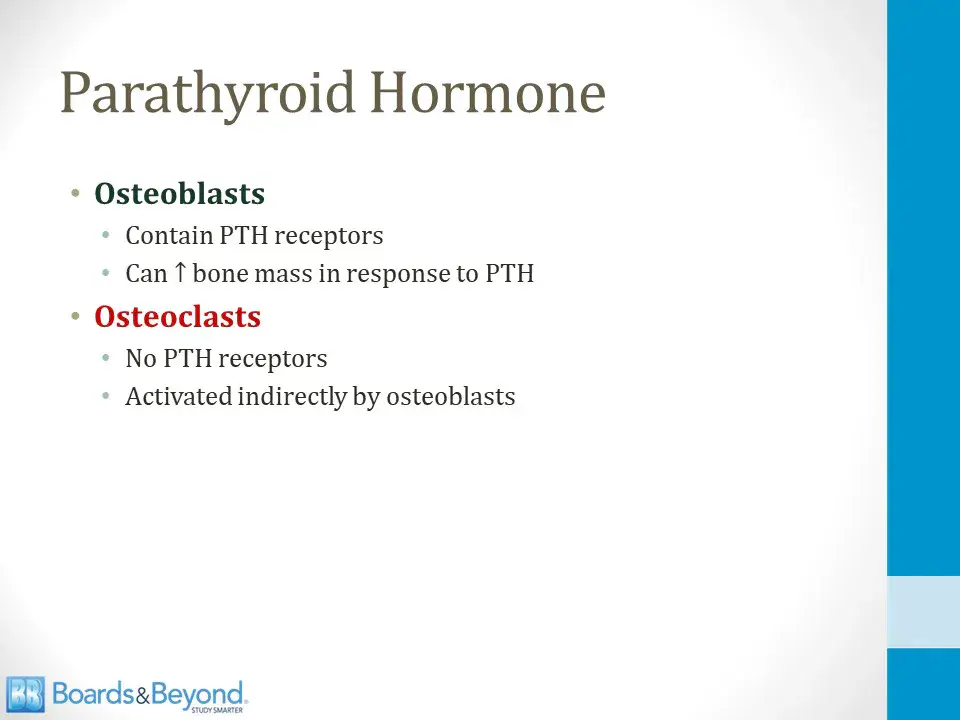 Parathyroid Hormone
• Osteoblasts
• Contain PTH receptors
• Can ↑ bone mass in response to PTH
• Osteoclasts
• No PTH receptors
• Activated indirectly by osteoblasts
BB Boards&Beyond.
STUDY SMARTER